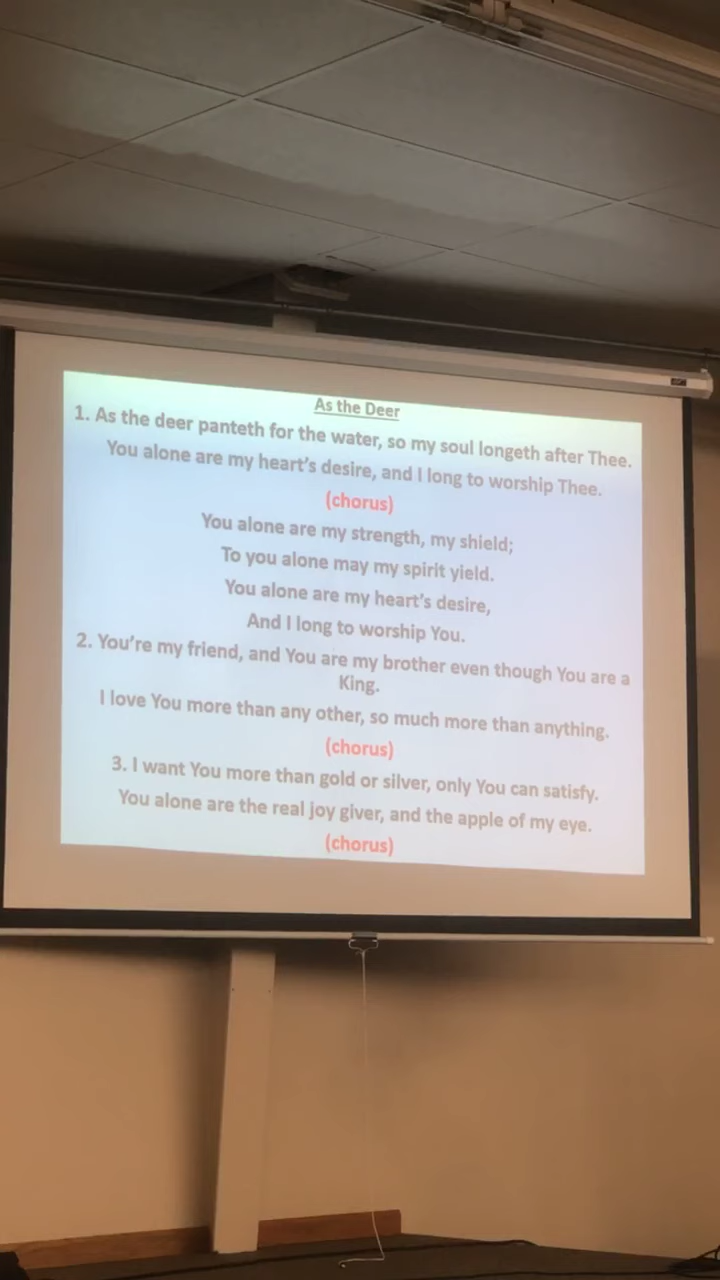 As the Deer
1. As the deer panteth for the water, so my soul longeth after Thee.
You alone are my heart's desire, and I long to worship Thee.
(chorus)
You alone are my strength, my shield;
To you alone may my spirit yield.
You alone are my heart's desire,
And I long to worship You.
2. You're my friend, and You are my brother even though You are a
King.
I love You more than any other, so much more than anything.
(chorus)
3. I want You more than gold or silver, only You can satisfy.
You alone are the real joy giver, and the apple of my eye.
(chorus)